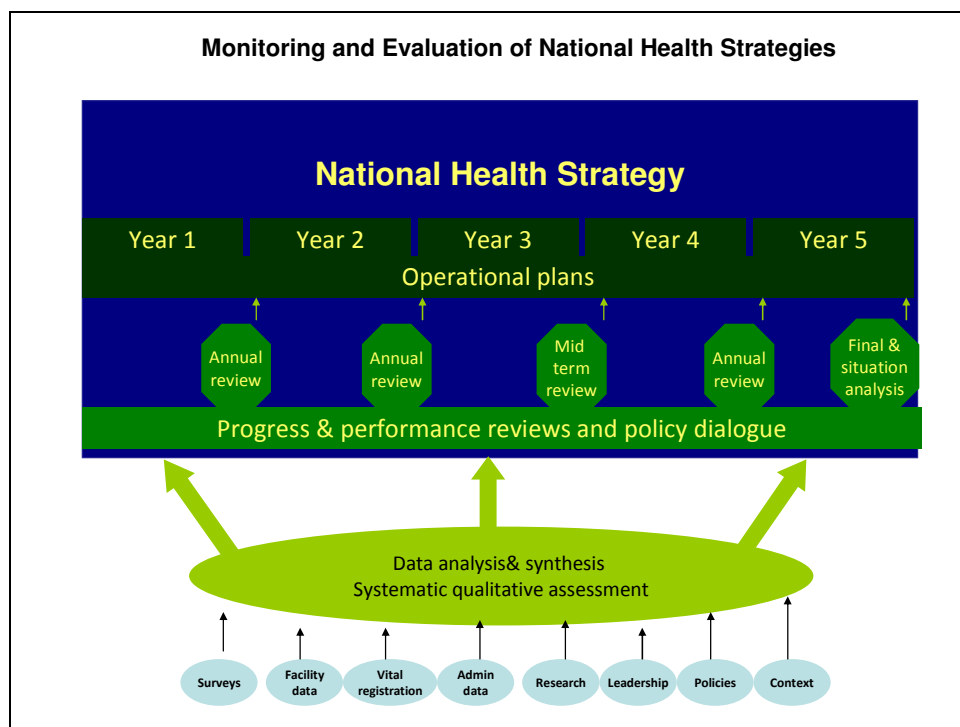 Monitoring and Evaluation of National Health Strategies
National Health Strategy
Year 1
Year 2
Year 3
Year 4
Year 5
Operational plans
Annual
review
Annual
review
Mid
term
review
Annual
review
Final &
situation
analysis
Progress & performance reviews and policy dialogue
Data analysis& synthesis
Systematic qualitative assessment
Surveys
Facility
data
Vital
registration
Admin
data
Research
Leadership
Policies
Context